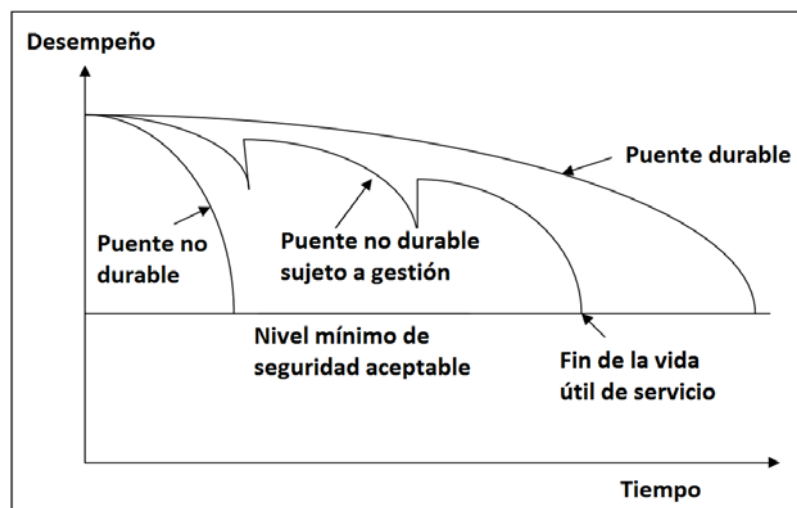 Desempeño
Puente durable
Puente no
durable
Puente no durable
sujeto a gestión
Nivel mínimo de
seguridad aceptable
Fin de la vida
útil de servicio
Tiempo